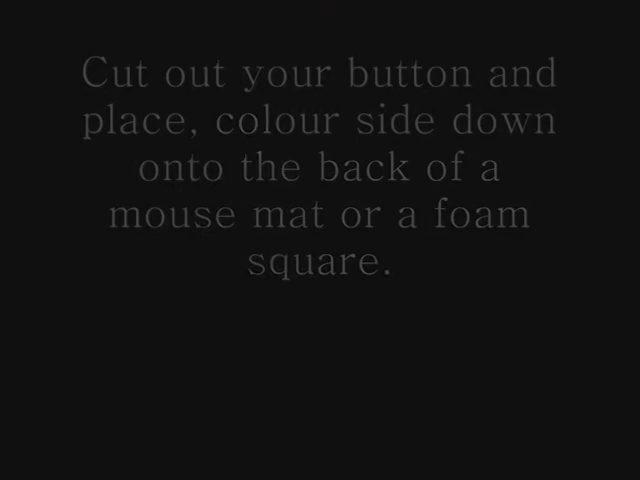 Cut out your button and
place, colour side down
onto the back of a
mouse mat or a foam
square.